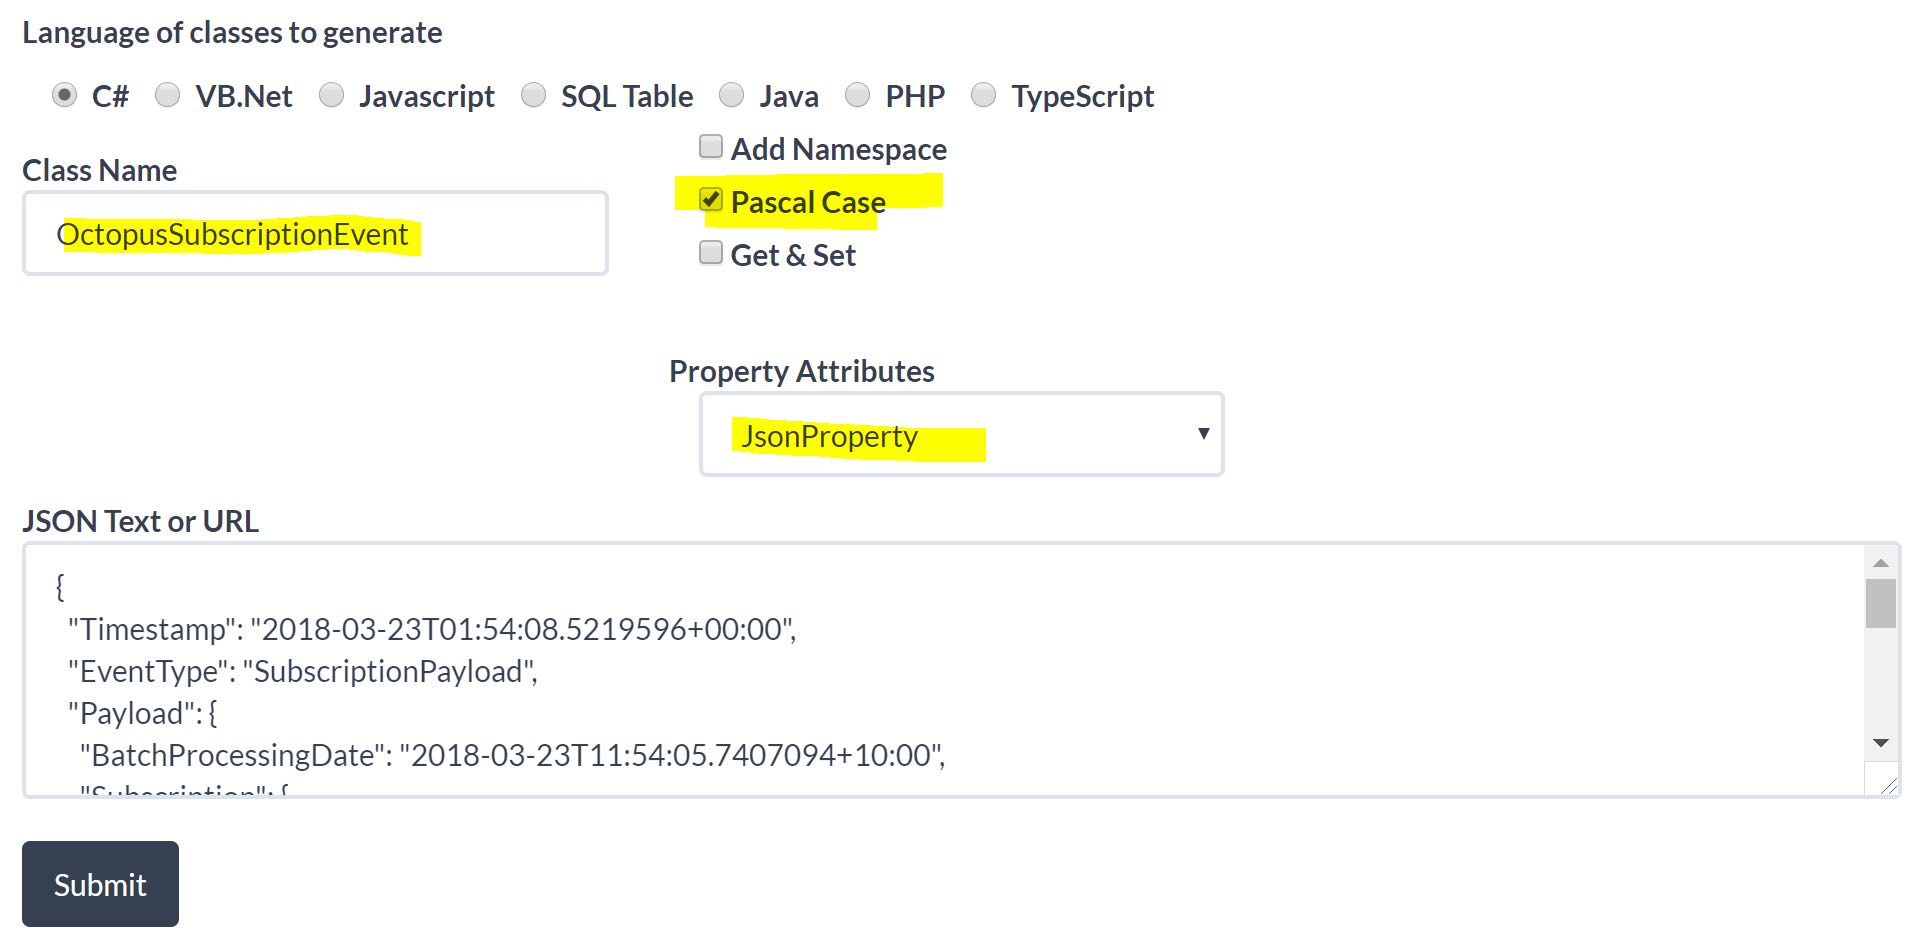 Language of classes to generate
C# VB.Net Javascript SQL Table Java PHP TypeScript
Add Namespace
Class Name
Pascal Case
OctopusSubscriptionEvent
Get & Set
Property Attributes
JsonProperty
JSON Text or URL
{
"Timestamp": "2018-03-23T01:54:08.5219596+00:00",
"EventType": "SubscriptionPayload",
"Payload": {
"BatchProcessingDate": "2018-03-23T11:54:05.7407094+10:00",
"Subscription": {
Submit